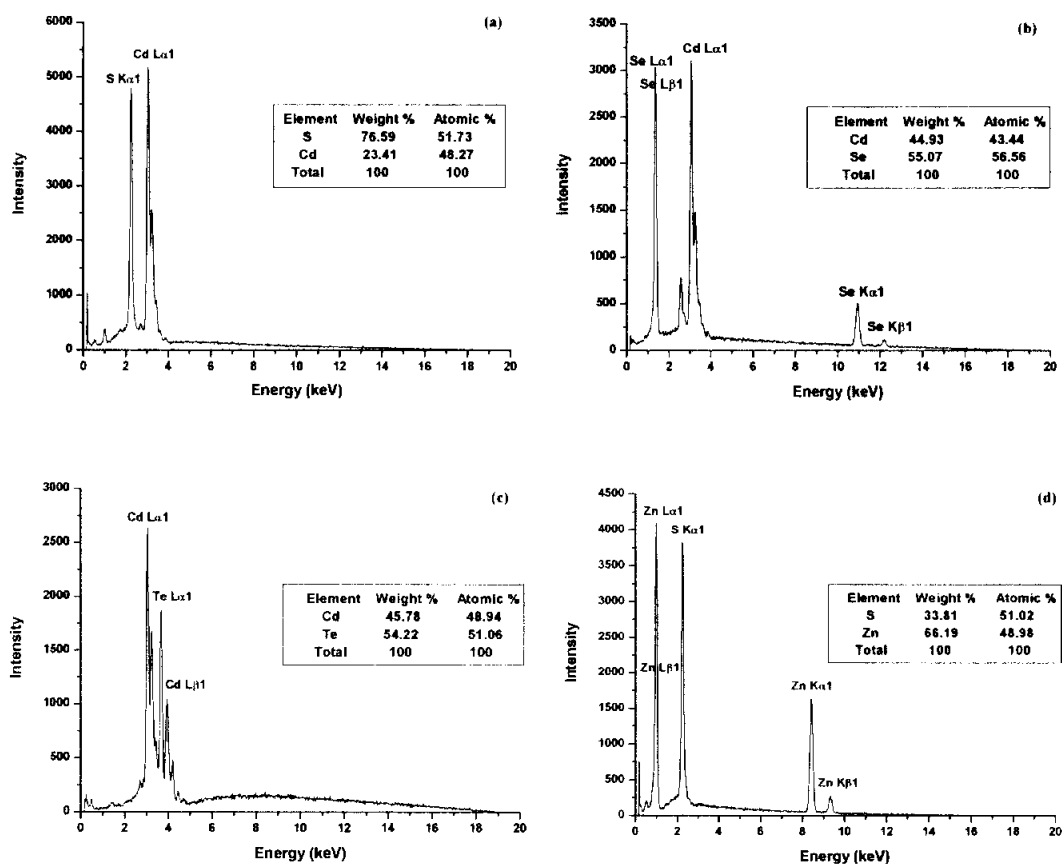 (a)
6000
5000
4000
3000
2000
1000
0
Intensity
S Kα1
Cd Lα1
Element Weight % Atomic %
S 76.59 51.73
Cd 23.41 48.27
Total 100 100
0 2 4 6 8 10 12 14 16 18 20
Energy (keV)
(b)
3500
3000
2500
2000
1500
1000
500
0
Intensity
Se Lα1
Se Lβ1
Cd Lα1
Element Weight % Atomic %
Cd 44.93 43.44
Se 55.07 56.56
Total 100 100
Se Kα1
Se Kβ1
0 2 4 6 8 10 12 14 16 18 20
Energy (keV)
(c)
3000
2500
2000
1500
1000
500
0
Intensity
Cd Lα1
Te Lα1
Cd Lβ1
Element Weight % Atomic %
Cd 45.78 48.94
Te 54.22 51.06
Total 100 100
0 2 4 6 8 10 12 14 16 18 20
Energy (keV)
(d)
4500
4000
3500
3000
2500
2000
1500
1000
500
0
Intensity
Zn Lα1
S Kα1
Zn Lβ1
Element Weight % Atomic %
S 33.81 51.02
Zn 66.19 48.98
Total 100 100
Zn Kα1
Zn Kβ1
0 2 4 6 8 10 12 14 16 18 20
Energy (keV)